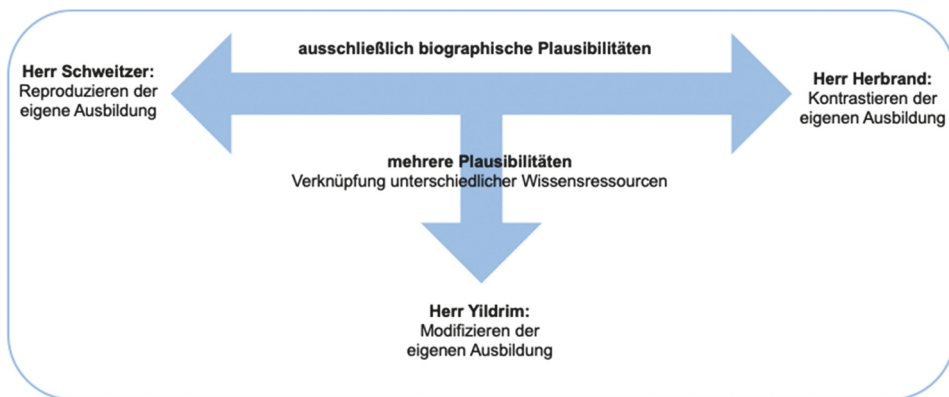 ausschließlich biographische Plausibilitäten
Herr Schweitzer:
Reproduzieren der
eigene Ausbildung
Herr Herbrand:
Kontrastieren der
eigenen Ausbildung
mehrere Plausibilitäten
Verknüpfung unterschiedlicher Wissensressourcen
Herr Yildrim:
Modifizieren der
eigenen Ausbildung